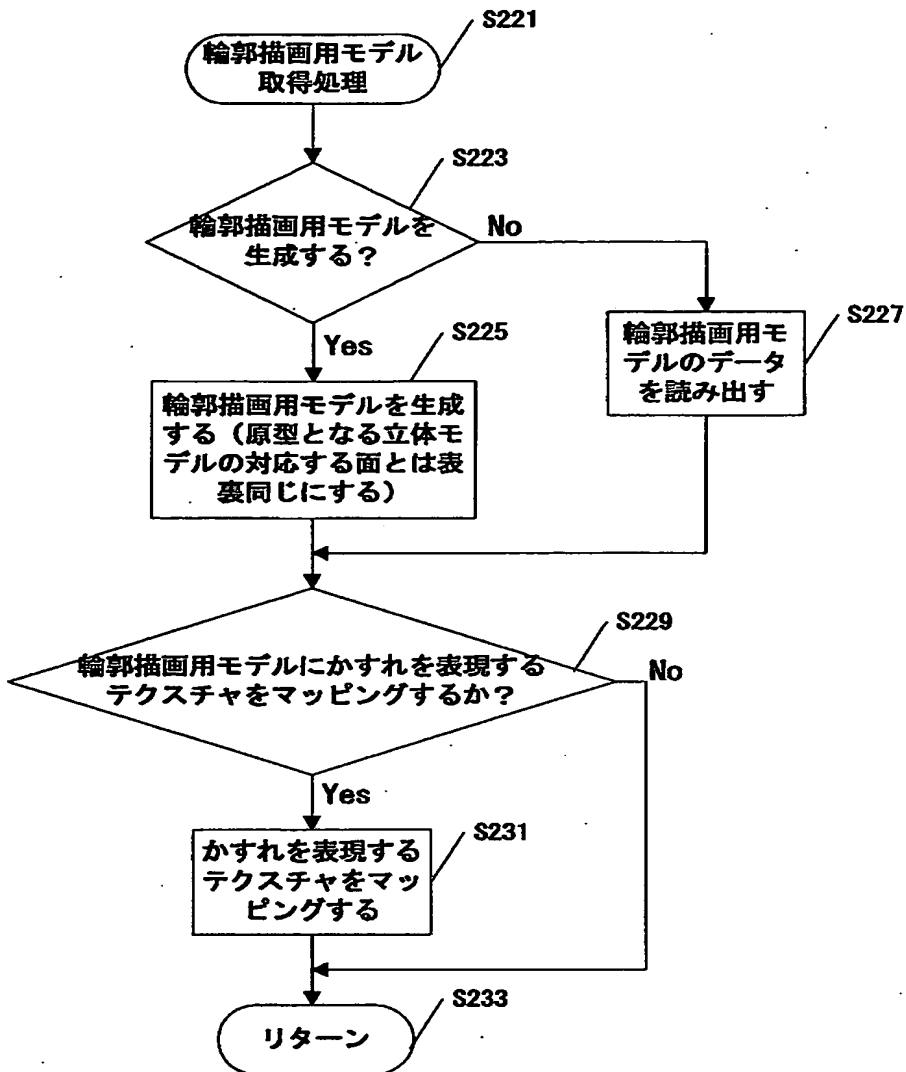 S221
輪郭描画用モデル
取得処理
S223
輪郭描画用モデルを
生成する？
No
Yes
S225
輪郭描画用モデルを生成
する（原型となる立体モ
デルの対応する面とは表
裏同じにする）
S227
輪郭描画用モ
デルのデータ
を読み出す
S229
輪郭描画用モデルにかすれを表現する
テクスチャをマッピングするか？
No
Yes
S231
かすれを表現する
テクスチャをマッ
ピングする
S233
リターン